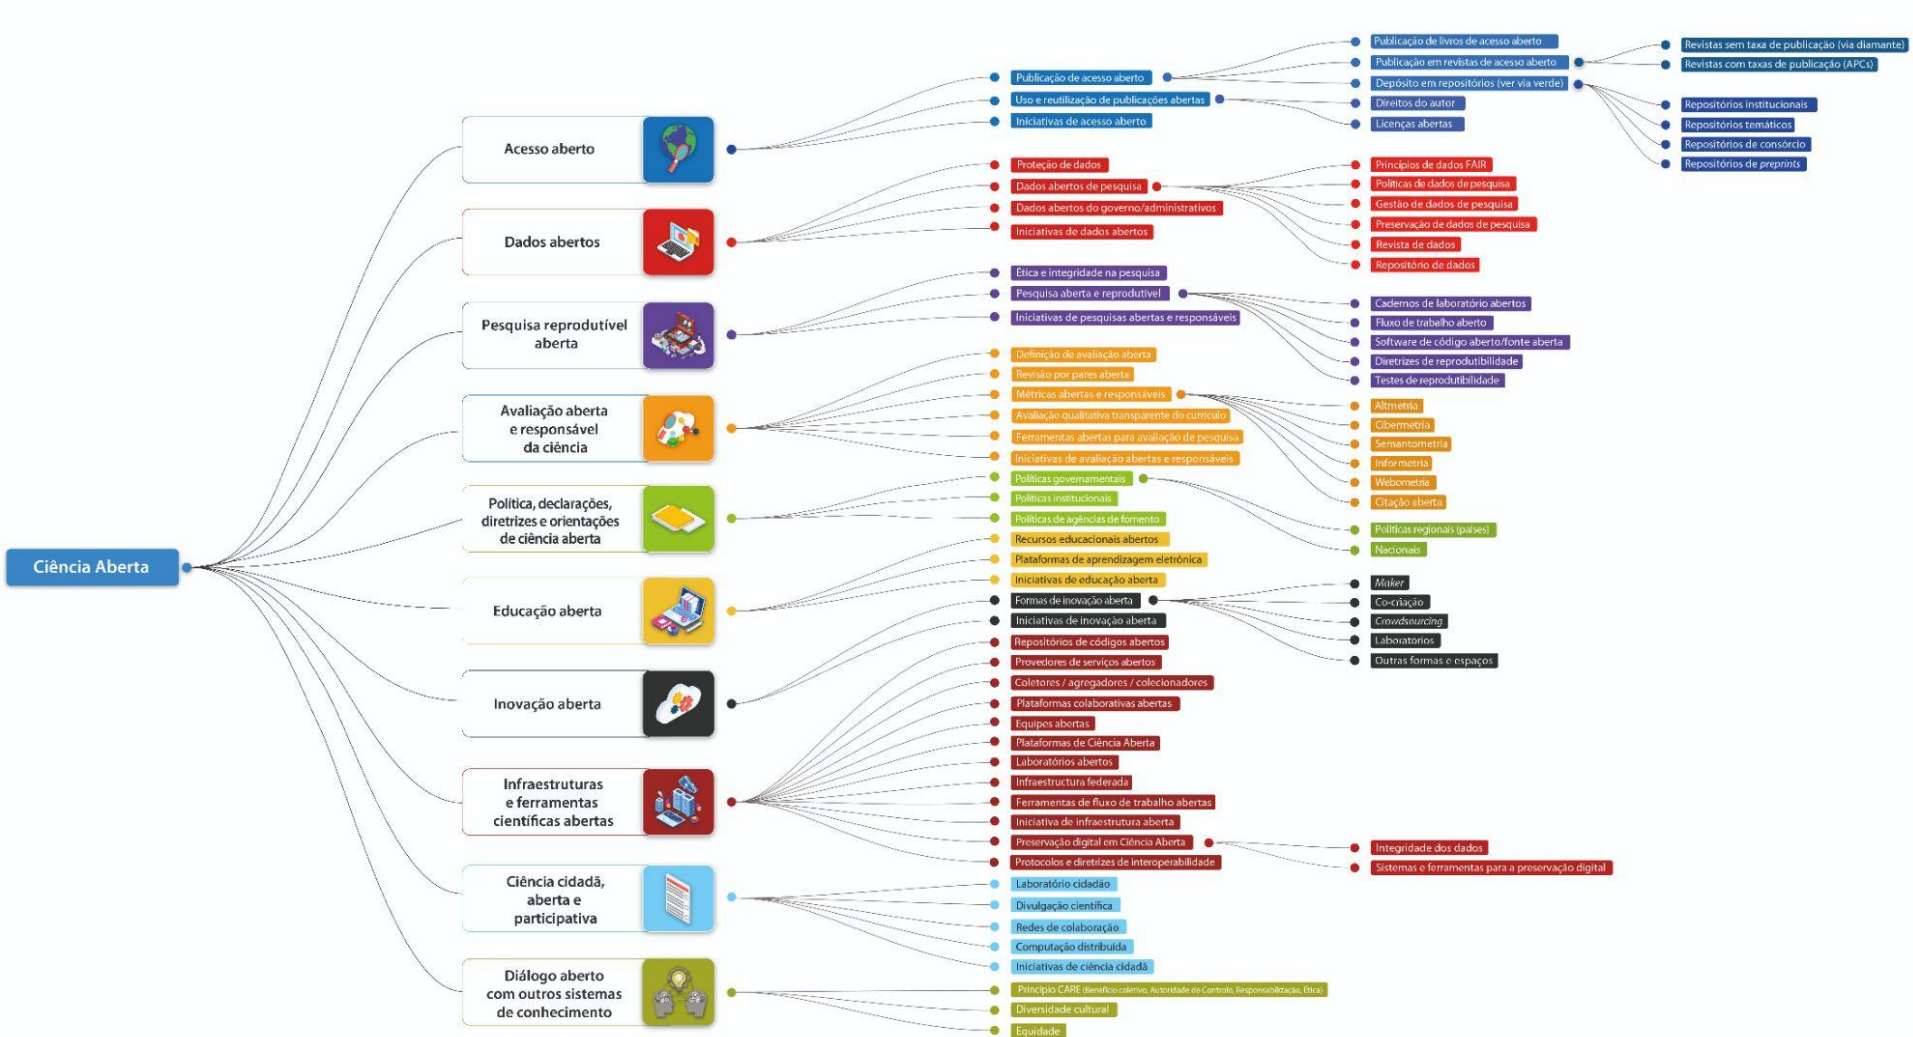 Ciência Aberta
Acesso aberto
Publicação de acesso aberto
Publicação de livros de acesso aberto
Publicação em revistas de acesso aberto
Revistas sem taxa de publicação (via diamante)
Revistas com taxas de publicação (APCs)
Depósito em repositórios (ver via verde)
Repositórios institucionais
Repositórios temáticos
Repositórios de consórcio
Repositórios de preprints
Uso e reutilização de publicações abertas
Direitos do autor
Licenças abertas
Iniciativas de acesso aberto
Dados abertos
Proteção de dados
Dados abertos de pesquisa
Princípios de dados FAIR
Políticas de dados de pesquisa
Gestão de dados de pesquisa
Preservação de dados de pesquisa
Revista de dados
Repositório de dados
Dados abertos do governo/administrativos
Iniciativas de dados abertos
Pesquisa reprodutível
aberta
Ética e integridade na pesquisa
Pesquisa aberta e reprodutível
Cadernos de laboratório abertos
Fluxo de trabalho aberto
Software de código aberto/fonte aberta
Diretrizes de reprodutibilidade
Testes de reprodutibilidade
Iniciativas de pesquisas abertas e responsáveis
Avaliação aberta
e responsável
da ciência
Definição de avaliação aberta
Revisão por pares aberta
Métricas abertas e responsáveis
Altmetria
Cibermetria
Semantometria
Informetria
Webometria
Citação aberta
Avaliação qualitativa transparente do currículo
Ferramentas abertas para avaliação de pesquisa
Iniciativas de avaliação abertas e responsáveis
Política, declarações,
diretrizes e orientações
de ciência aberta
Políticas governamentais
Políticas regionais (países)
Nacionais
Políticas institucionais
Políticas de agências de fomento
Educação aberta
Recursos educacionais abertos
Plataformas de aprendizagem eletrônica
Iniciativas de educação aberta
Inovação aberta
Formas de inovação aberta
Maker
Co-criação
Crowdsourcing
Laboratórios
Outras formas e espaços
Iniciativas de inovação aberta
Infraestruturas
e ferramentas
científicas abertas
Repositórios de códigos abertos
Provedores de serviços abertos
Coletores / agregadores / colecionadores
Plataformas colaborativas abertas
Equipes abertas
Plataformas de Ciência Aberta
Laboratórios abertos
Infraestructura federada
Ferramentas de fluxo de trabalho abertas
Iniciativa de infraestrutura aberta
Preservação digital em Ciência Aberta
Integridade dos dados
Sistemas e ferramentas para a preservação digital
Protocolos e diretrizes de interoperabilidade
Ciência cidadã,
aberta e
participativa
Laboratório cidadão
Divulgação científica
Redes de colaboração
Computação distribuída
Iniciativas de ciência cidadã
Diálogo aberto
com outros sistemas
de conhecimento
Princípio CARE (Benefício coletivo, Autoridade de Controlo, Responsabilização, Ética)
Diversidade cultural
Equidade